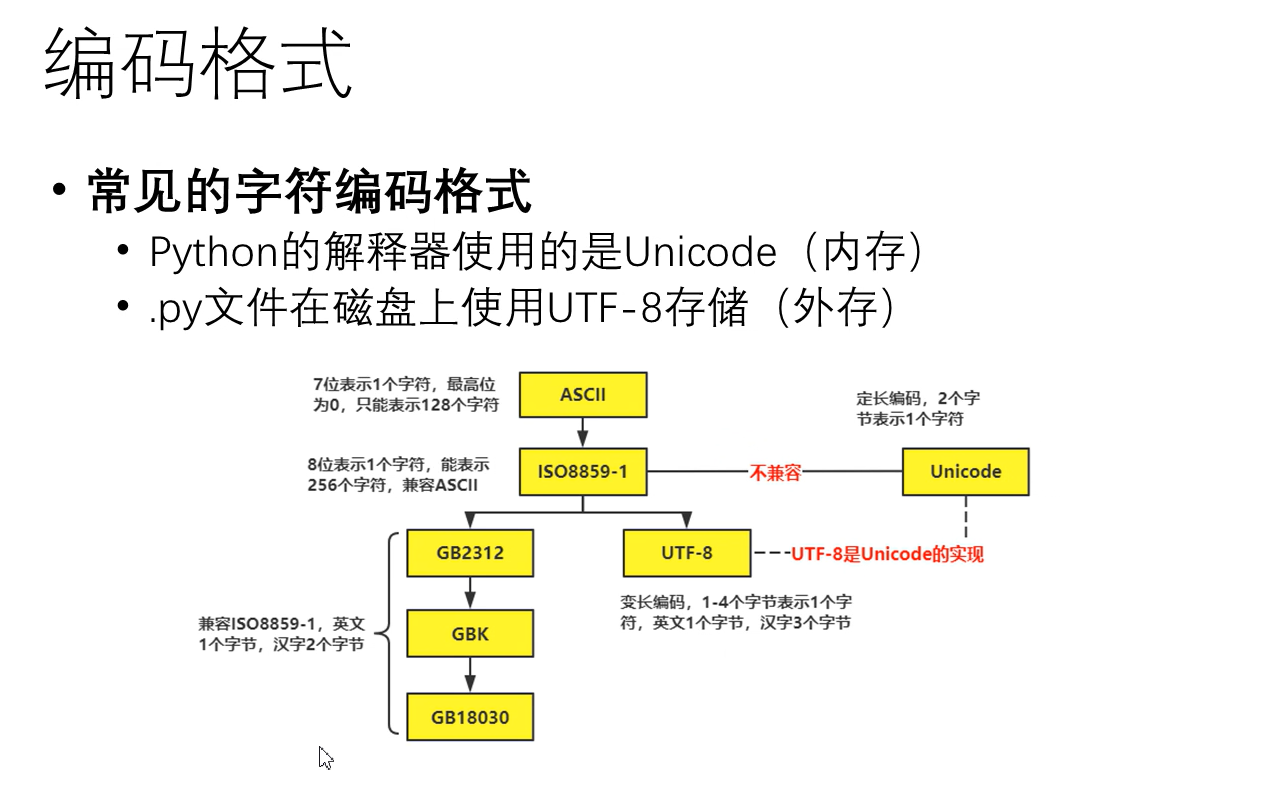 编码格式
• 常见的字符编码格式
• Python的解释器使用的是Unicode（内存）
• .py文件在磁盘上使用UTF-8存储（外存）
7位表示1个字符，最高位
为0，只能表示128个字符
ASCII
定长编码，2个字
节表示1个字符
8位表示1个字符，能表示
256个字符，兼容ASCII
ISO8859-1
不兼容
Unicode
GB2312
UTF-8
UTF-8是Unicode的实现
变长编码，1-4个字节表示1个字
符，英文1个字节，汉字3个字节
兼容ISO8859-1，英文
1个字节，汉字2个字节
GBK
GB18030